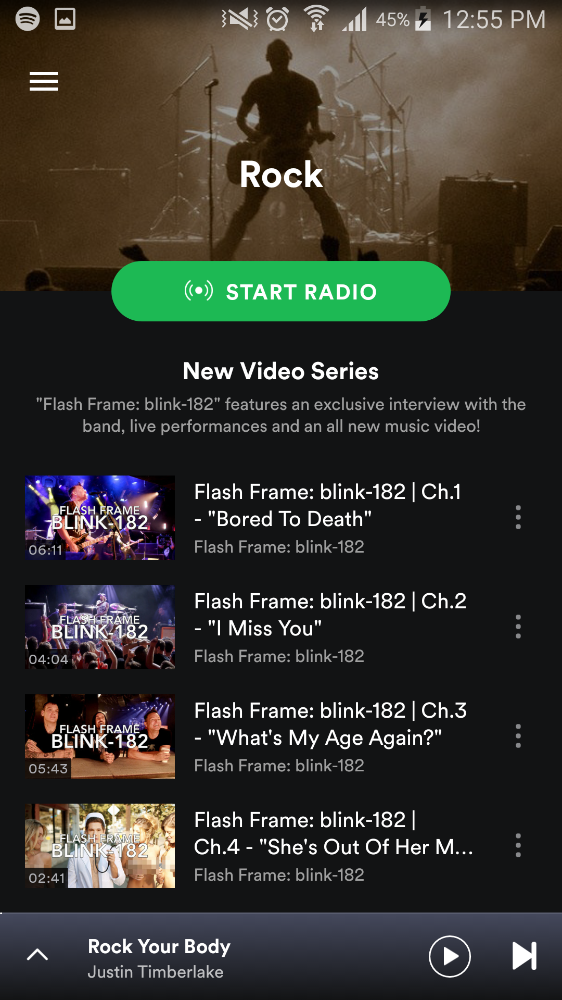 45% 12:55 PM
Rock
START RADIO
New Video Series
"Flash Frame: blink-182" features an exclusive interview with the
band, live performances and an all new music video!
FLASH FRAME
BLINK-182
06:11
Flash Frame: blink-182 | Ch.1
- "Bored To Death"
Flash Frame: blink-182
FLASH FRAME
BLINK-182
04:04
Flash Frame: blink-182 | Ch.2
- "I Miss You"
Flash Frame: blink-182
FLASH FRAME
BLINK-182
05:43
Flash Frame: blink-182 | Ch.3
- "What's My Age Again?"
Flash Frame: blink-182
FLASH FRAME
BLINK-182
02:41
Flash Frame: blink-182 |
Ch.4 - "She's Out Of Her M...
Flash Frame: blink-182
Rock Your Body
Justin Timberlake